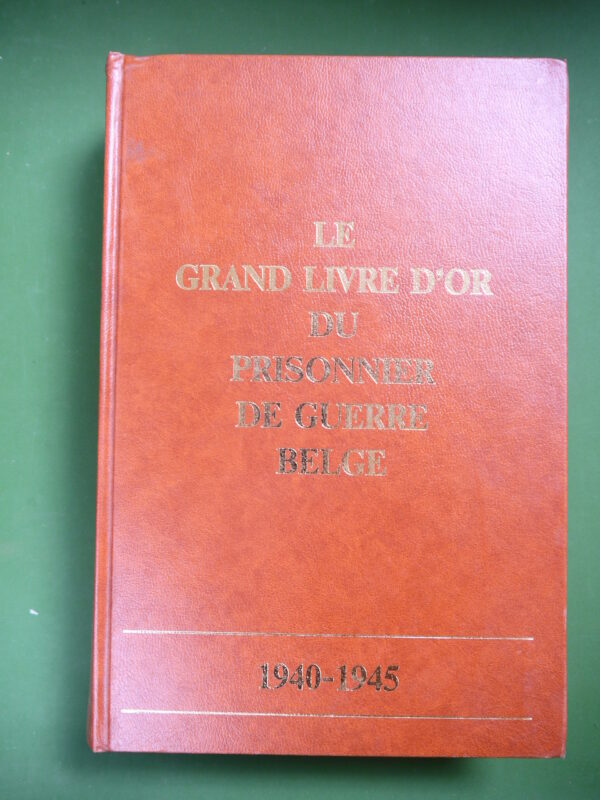 LE
GRAND LIVRE D'OR
DU
PRISONNIER
DE GUERRE
BELGE
1940-1945